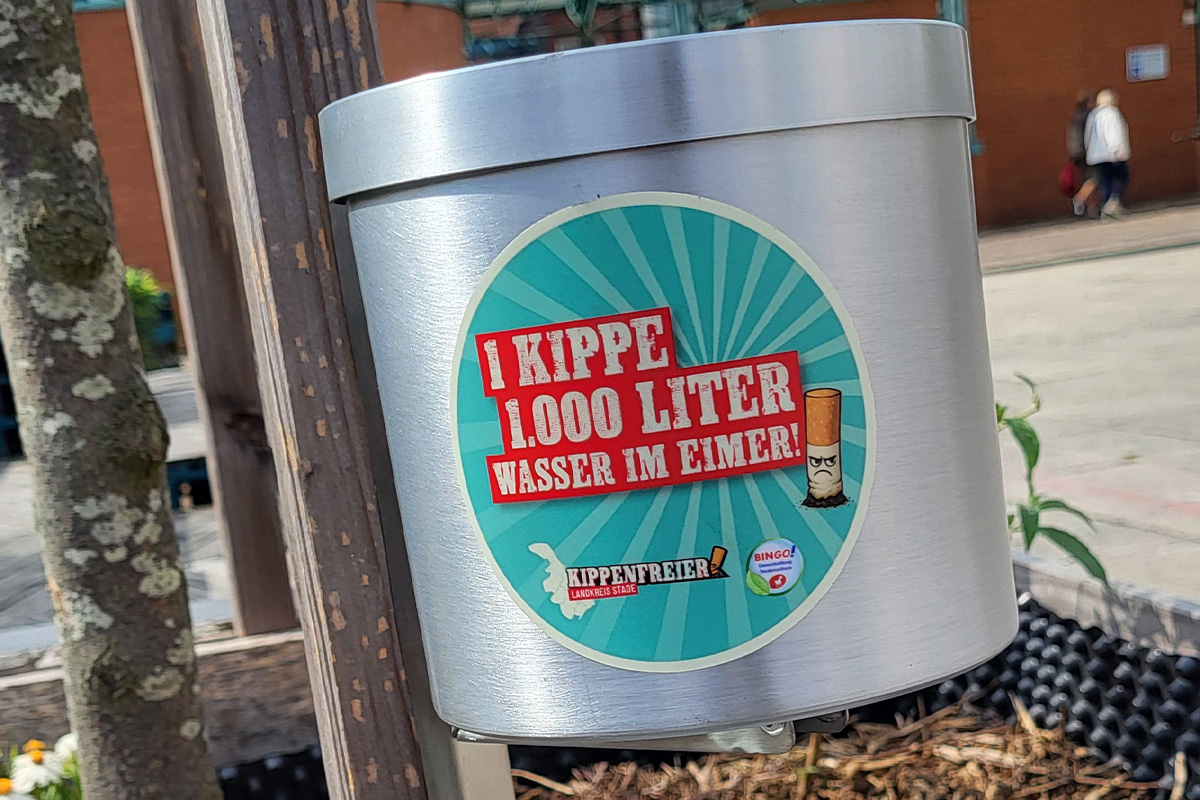 1 KIPPE
1.000 LITER
WASSER IM EIMER!
KIPPENFREIER
LANDKREIS STADE
BINGO!